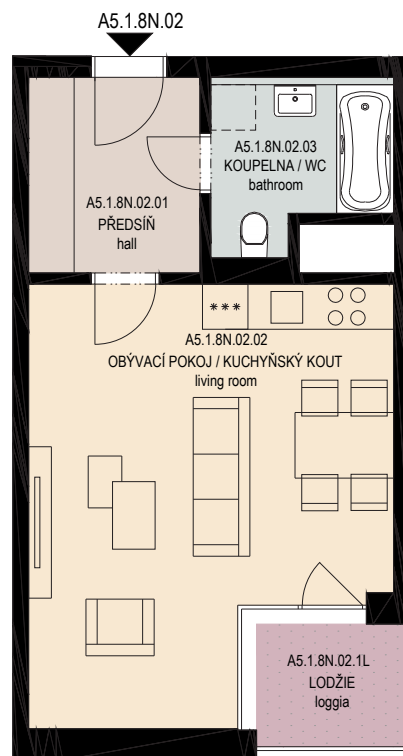 A5.1.8N.02
A5.1.8N.02.03
KOUPELNA / WC
bathroom
A5.1.8N.02.01
PŘEDSÍŇ
hall
***
A5.1.8N.02.02
OBÝVACÍ POKOJ / KUCHYŇSKÝ KOUT
living room
A5.1.8N.02.1L
LODŽIE
loggia